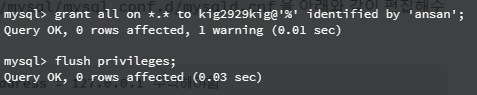 mysql> grant all on *.* to kig2929kig@'%' identified by 'ansan';
Query OK, 0 rows affected, 1 warning (0.01 sec)
mysql> flush privileges;
Query OK, 0 rows affected (0.03 sec)